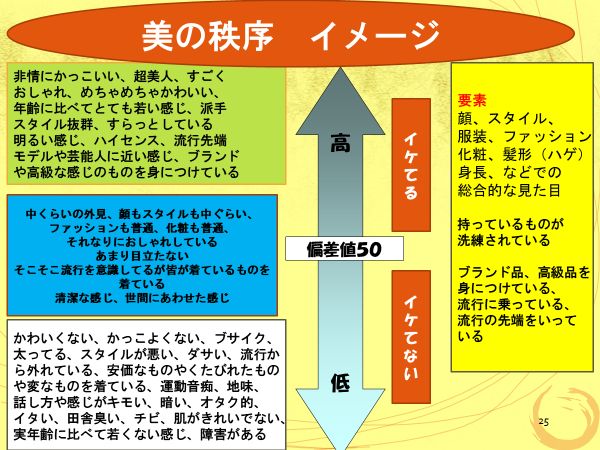 美の秩序　イメージ
非情にかっこいい、超美人、すごく
おしゃれ、めちゃめちゃかわいい、
年齢に比べてとても若い感じ、派手
スタイル抜群、すらっとしている
明るい感じ、ハイセンス、流行先端
モデルや芸能人に近い感じ、ブランド
や高級な感じのものを身につけている
中くらいの外見、顔もスタイルも中ぐらい、
ファッションも普通、化粧も普通、
それなりにおしゃれしている
あまり目立たない
そこそこ流行を意識してるが皆が着ているものを
着ている
清潔な感じ、世間にあわせた感じ
かわいくない、かっこよくない、ブサイク、
太ってる、スタイルが悪い、ダサい、流行か
ら外れている、安価なものやくたびれたもの
や変なものを着ている、運動音痴、地味、
話し方や感じがキモい、暗い、オタク的、
イタい、田舎臭い、チビ、肌がきれいでない、
実年齢に比べて若くない感じ、障害がある
高
偏差値50
低
イケてる
イケてない
要素
顔、スタイル、
服装、ファッション
化粧、髪形（ハゲ）
身長、などでの
総合的な見た目
持っているものが
洗練されている
ブランド品、高級品を
身につけている、
流行に乗っている、
流行の先端をいって
いる
25